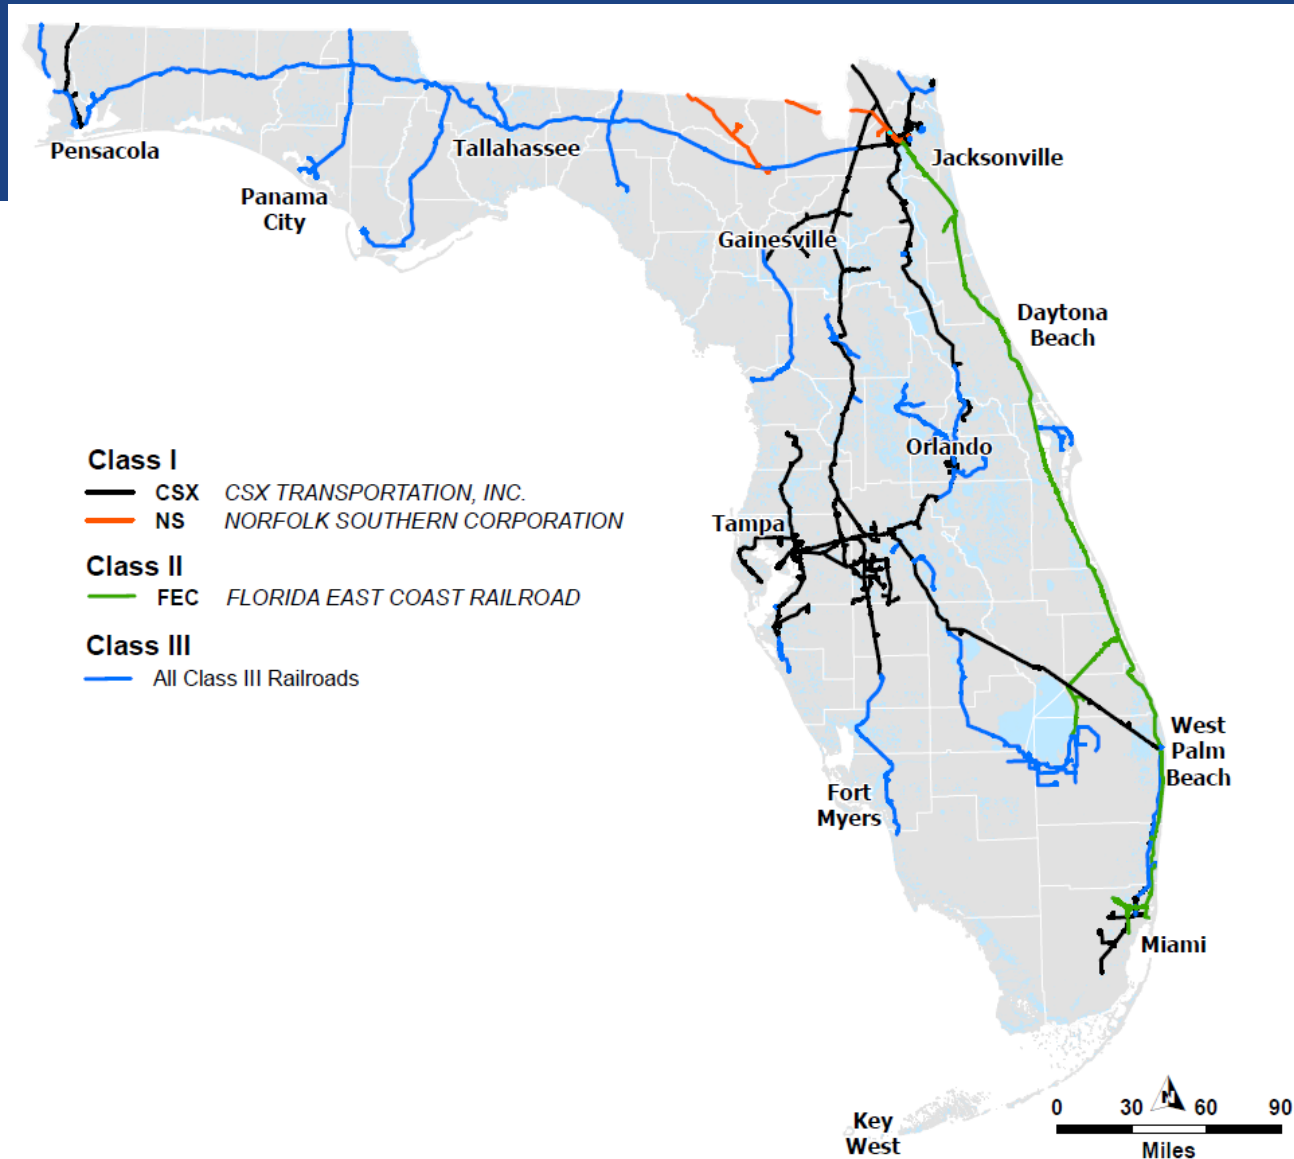 Pensacola
Panama
City
Tallahassee
Jacksonville
Gainesville
Daytona
Beach
Orlando
Tampa
Class I
CSX CSX TRANSPORTATION, INC.
NS NORFOLK SOUTHERN CORPORATION
Class II
FEC FLORIDA EAST COAST RAILROAD
Class III
All Class III Railroads
West
Palm
Beach
Fort
Myers
Miami
Key
West
N
0 30 60 90
Miles